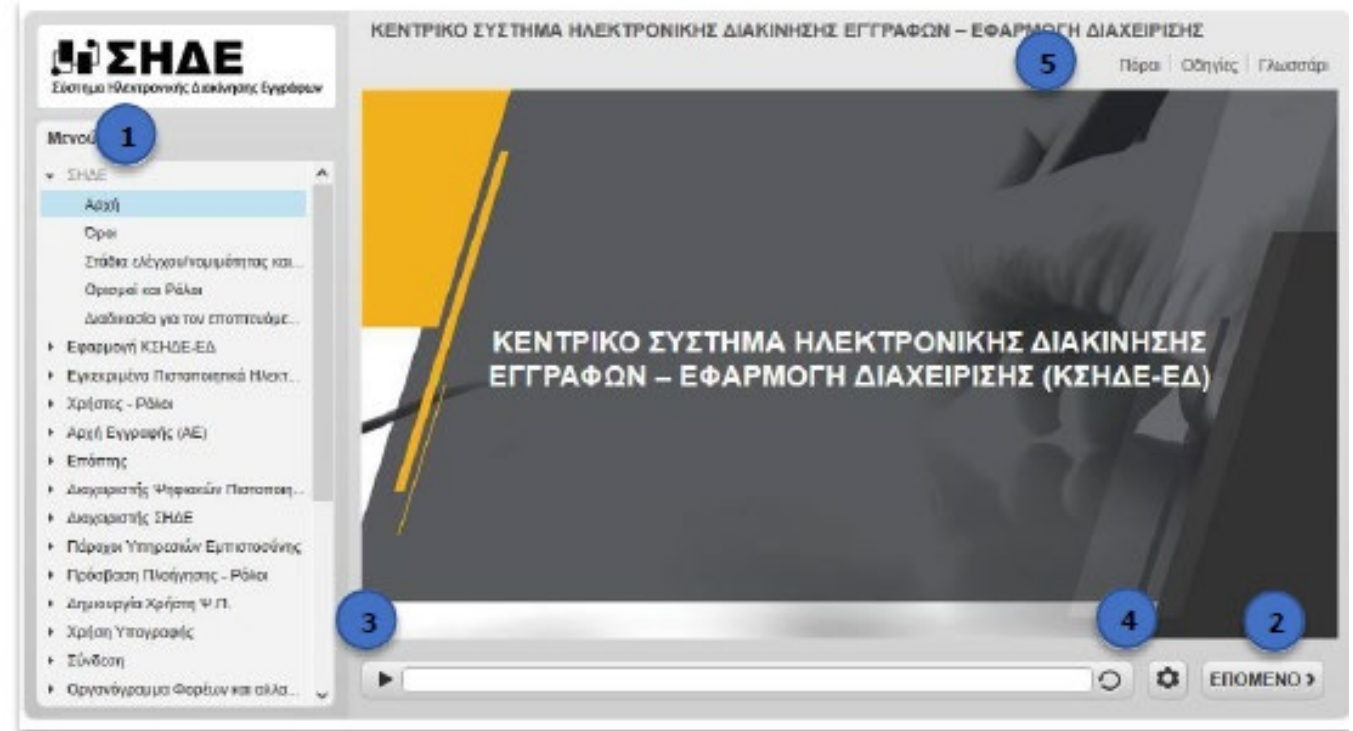 ΚΕΝΤΡΙΚΟ ΣΥΣΤΗΜΑ ΗΛΕΚΤΡΟΝΙΚΗΣ ΔΙΑΚΙΝΗΣΗΣ ΕΓΓΡΑΦΩΝ – ΕΦΑΡΜΟΓΗ ΔΙΑΧΕΙΡΙΣΗΣ
5
Πόροι Οδηγίες Γλωσσάρι
ΣΗΔΕ
Σύστημα Ηλεκτρονικής Διακίνησης Εγγράφων
Μενού 1
ΣΗΔΕ
Αρχή
Όροι
Στάδια ελέγχου/νομιμότητας και...
Ορισμοί και Ρόλοι
Διαδικασία για τον εποπτευόμε...
Εφαρμογή ΚΣΗΔΕ-ΕΔ
Εγκεκριμένα Πιστοποιητικά Ηλεκτ...
Χρήστες - Ρόλοι
Αρχή Εγγραφής (ΑΕ)
Επόπτης
Διαχειριστής Ψηφιακών Πιστοποιη...
Διαχειριστής ΣΗΔΕ
Πάροχοι Υπηρεσιών Εμπιστοσύνης
Πρόσβαση Πλοήγησης - Ρόλοι
Δημιουργία Χρήστη Ψ.Π.
Χρήση Υπογραφής
Σύνδεση
Οργανόγραμμα Φορέων και αλλα...
ΚΕΝΤΡΙΚΟ ΣΥΣΤΗΜΑ ΗΛΕΚΤΡΟΝΙΚΗΣ ΔΙΑΚΙΝΗΣΗΣ
ΕΓΓΡΑΦΩΝ – ΕΦΑΡΜΟΓΗ ΔΙΑΧΕΙΡΙΣΗΣ (ΚΣΗΔΕ-ΕΔ)
3 4 2
ΕΠΟΜΕΝΟ ›